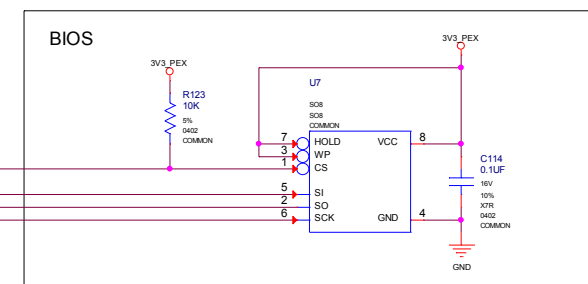 BIOS
3V3_PEX
R123
10K
5%
0402
COMMON
3V3_PEX
U7
SO8
SO8
COMMON
7 HOLD VCC 8
3 WP
1 CS
5 SI
2 SO
6 SCK GND 4
C114
0.1UF
16V
10%
X7R
0402
COMMON
GND